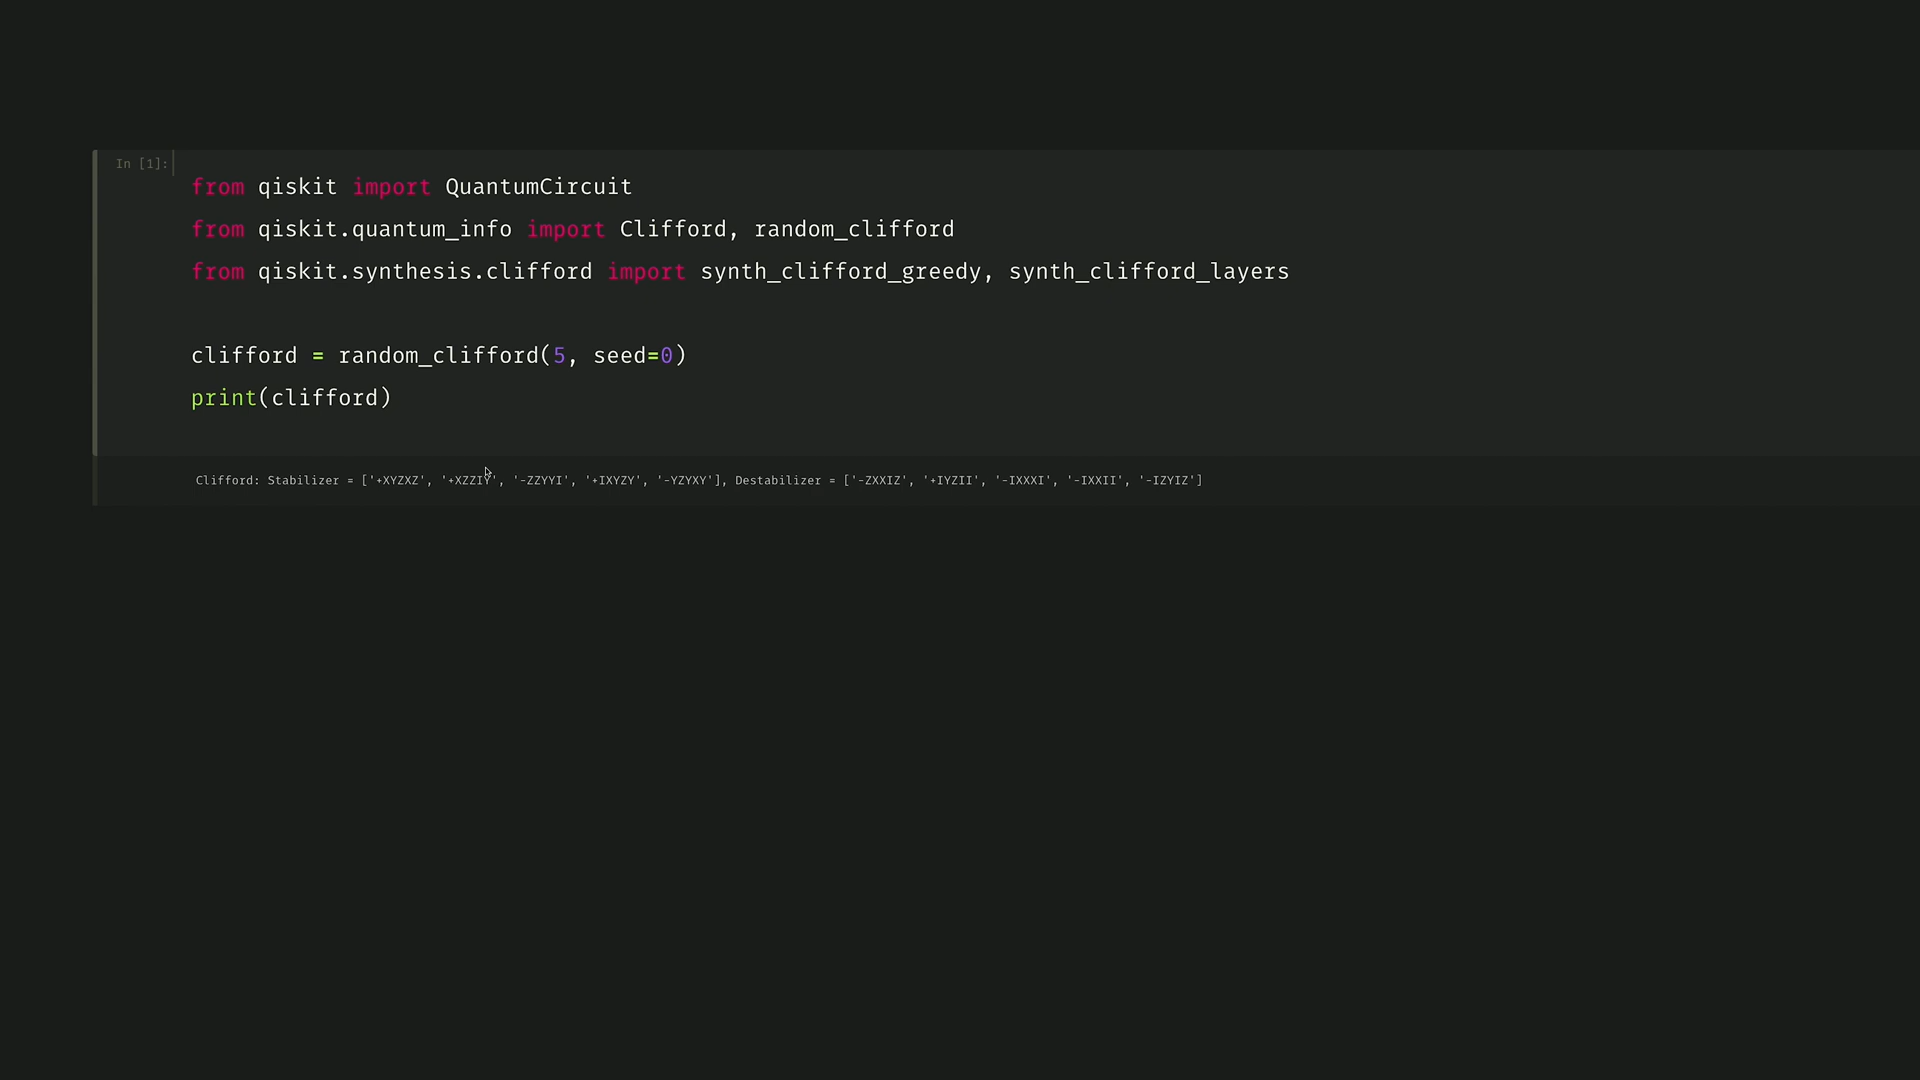 In [1]:
from qiskit import QuantumCircuit
from qiskit.quantum_info import Clifford, random_clifford
from qiskit.synthesis.clifford import synth_clifford_greedy, synth_clifford_layers
clifford = random_clifford(5, seed=0)
print(clifford)
Clifford: Stabilizer = ['+XYZXZ', '+XZZIY', '-ZZYYI', '+IXYZY', '-YZYXY'], Destabilizer = ['-ZXXIZ', '+IYZII', '-IXXXI', '-IXXII', '-IZYIZ']